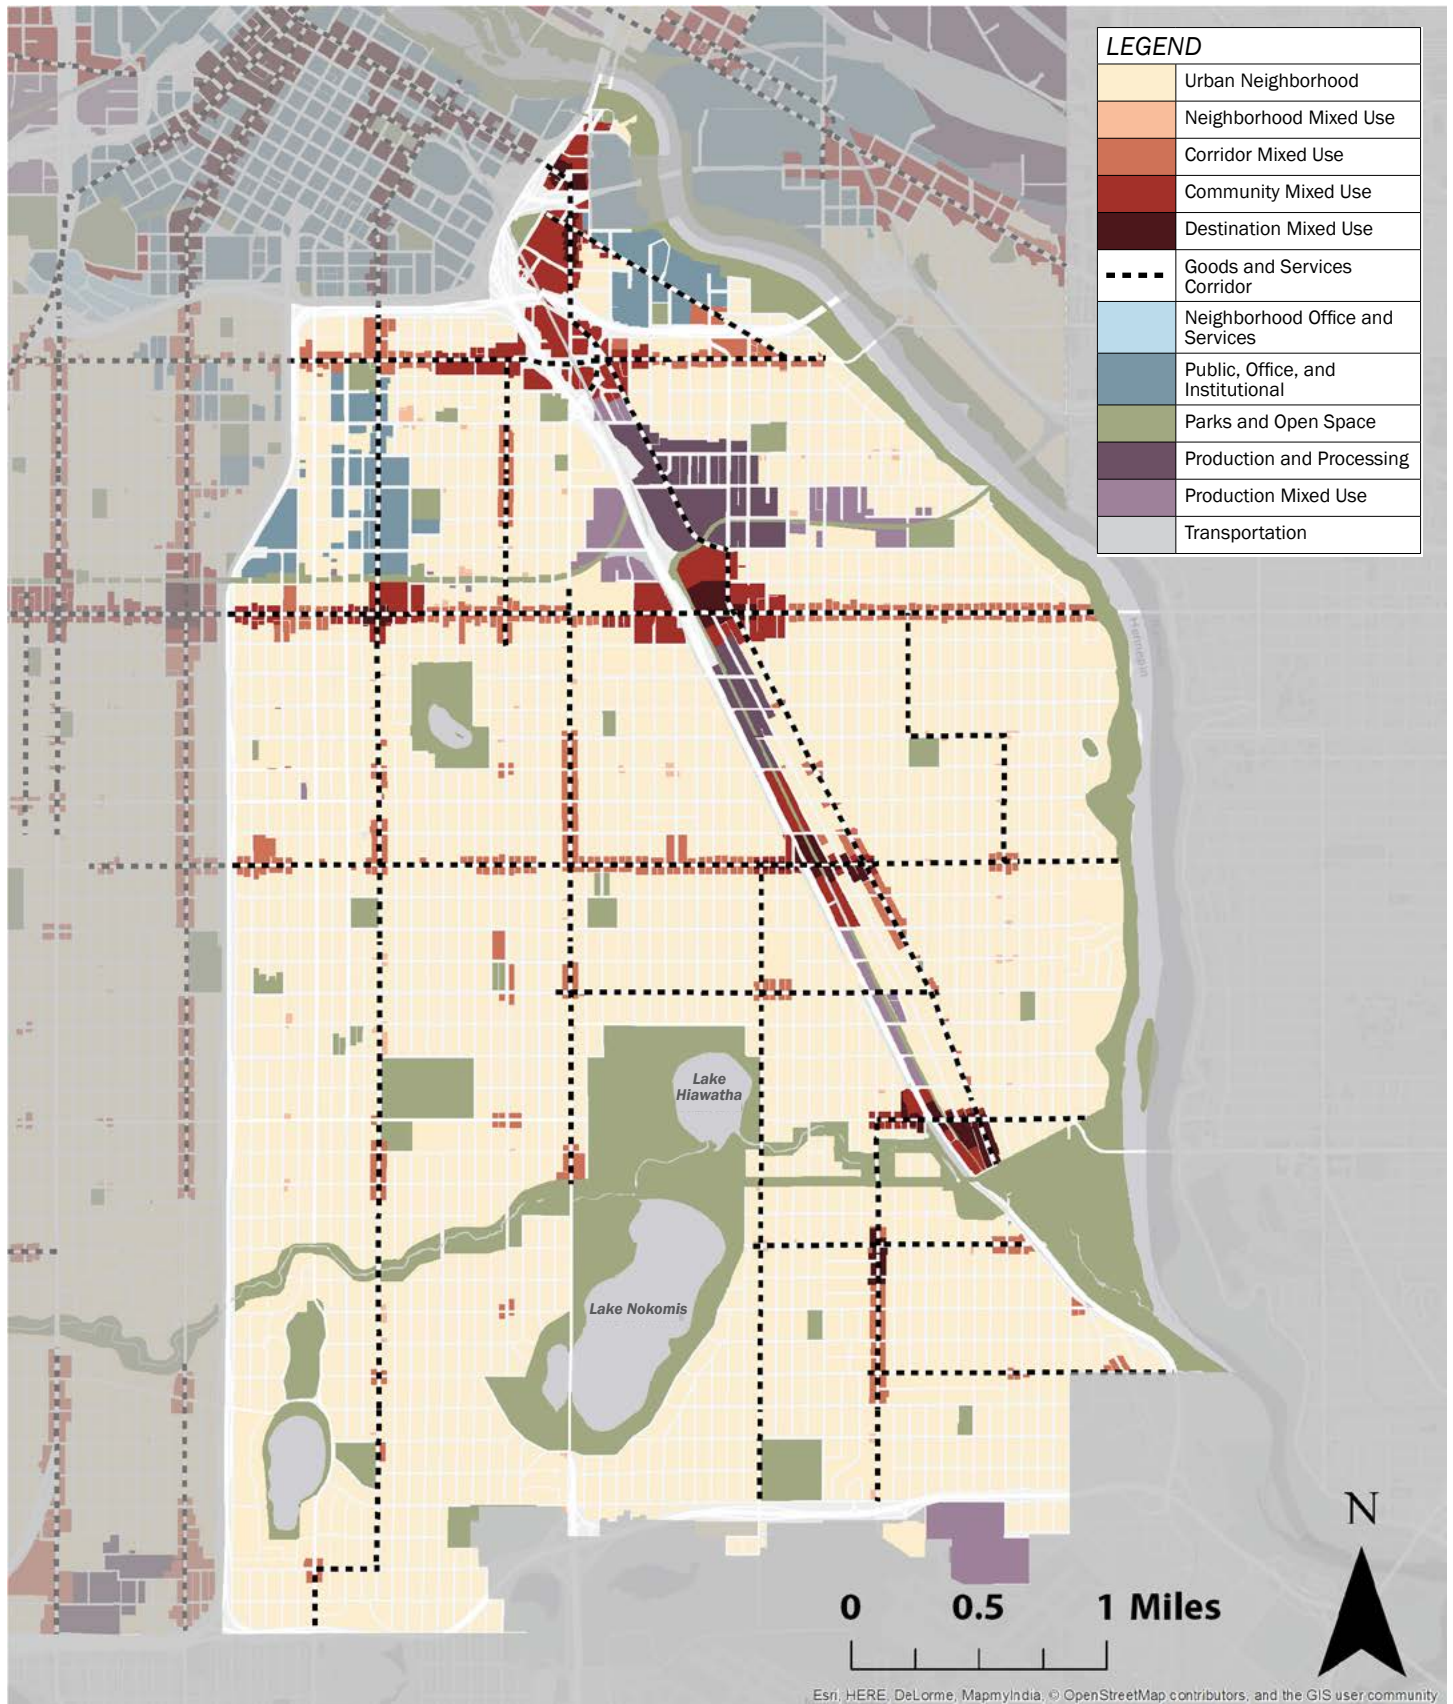 LEGEND
Urban Neighborhood
Neighborhood Mixed Use
Corridor Mixed Use
Community Mixed Use
Destination Mixed Use
Goods and Services
Corridor
Neighborhood Office and
Services
Public, Office, and
Institutional
Parks and Open Space
Production and Processing
Production Mixed Use
Transportation
Hennepin
Lake
Hiawatha
Lake Nokomis
N
0 0.5 1 Miles
Esri, HERE, DeLorme, MapmyIndia, © OpenStreetMap contributors, and the GIS user community